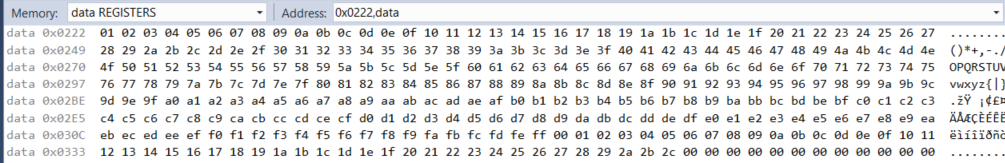 Memory: data REGISTERS Address: 0x0222,data
data 0x0222 01 02 03 04 05 06 07 08 09 0a 0b 0c 0d 0e 0f 10 11 12 13 14 15 16 17 18 19 1a 1b 1c 1d 1e 1f 20 21 22 23 24 25 26 27 ........
data 0x0249 28 29 2a 2b 2c 2d 2e 2f 30 31 32 33 34 35 36 37 38 39 3a 3b 3c 3d 3e 3f 40 41 42 43 44 45 46 47 48 49 4a 4b 4c 4d 4e ()*+,-./
data 0x0270 4f 50 51 52 53 54 55 56 57 58 59 5a 5b 5c 5d 5e 5f 60 61 62 63 64 65 66 67 68 69 6a 6b 6c 6d 6e 6f 70 71 72 73 74 75 OPQRSTUV
data 0x0297 76 77 78 79 7a 7b 7c 7d 7e 7f 80 81 82 83 84 85 86 87 88 89 8a 8b 8c 8d 8e 8f 90 91 92 93 94 95 96 97 98 99 9a 9b 9c vwxyz{|}
data 0x02BE 9d 9e 9f a0 a1 a2 a3 a4 a5 a6 a7 a8 a9 aa ab ac ad ae af b0 b1 b2 b3 b4 b5 b6 b7 b8 b9 ba bb bc bd be bf c0 c1 c2 c3 .žŸ ¡¢£¤
data 0x02E5 c4 c5 c6 c7 c8 c9 ca cb cc cd ce cf d0 d1 d2 d3 d4 d5 d6 d7 d8 d9 da db dc dd de df e0 e1 e2 e3 e4 e5 e6 e7 e8 e9 ea ÄÅÆÇÈÉÊË
data 0x030C eb ec ed ee ef f0 f1 f2 f3 f4 f5 f6 f7 f8 f9 fa fb fc fd fe ff 00 01 02 03 04 05 06 07 08 09 0a 0b 0c 0d 0e 0f 10 11 ëìíîïðñò
data 0x0333 12 13 14 15 16 17 18 19 1a 1b 1c 1d 1e 1f 20 21 22 23 24 25 26 27 28 29 2a 2b 2c 00 00 00 00 00 00 00 00 00 00 00 00 ........